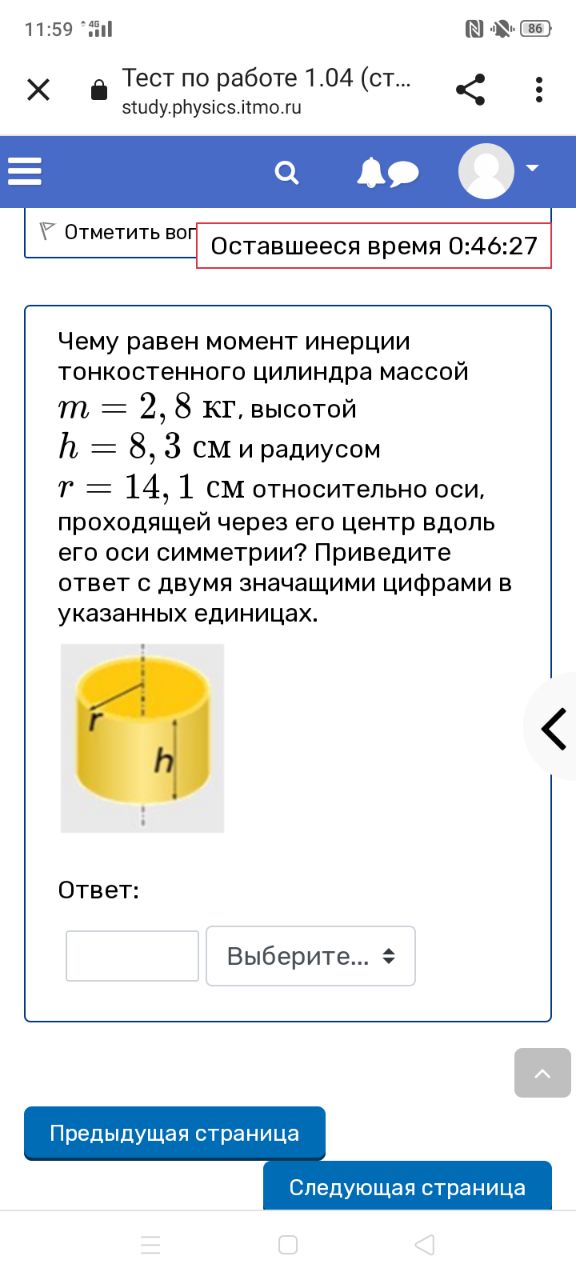 11:59 4G 86
Тест по работе 1.04 (ст...
study.physics.itmo.ru
Отметить воп
Оставшееся время 0:46:27
Чему равен момент инерции
тонкостенного цилиндра массой
m = 2, 8 кг, высотой
h = 8, 3 см и радиусом
r = 14, 1 см относительно оси,
проходящей через его центр вдоль
его оси симметрии? Приведите
ответ с двумя значащими цифрами в
указанных единицах.
r
h
Ответ:
Выберите...
Предыдущая страница
Следующая страница